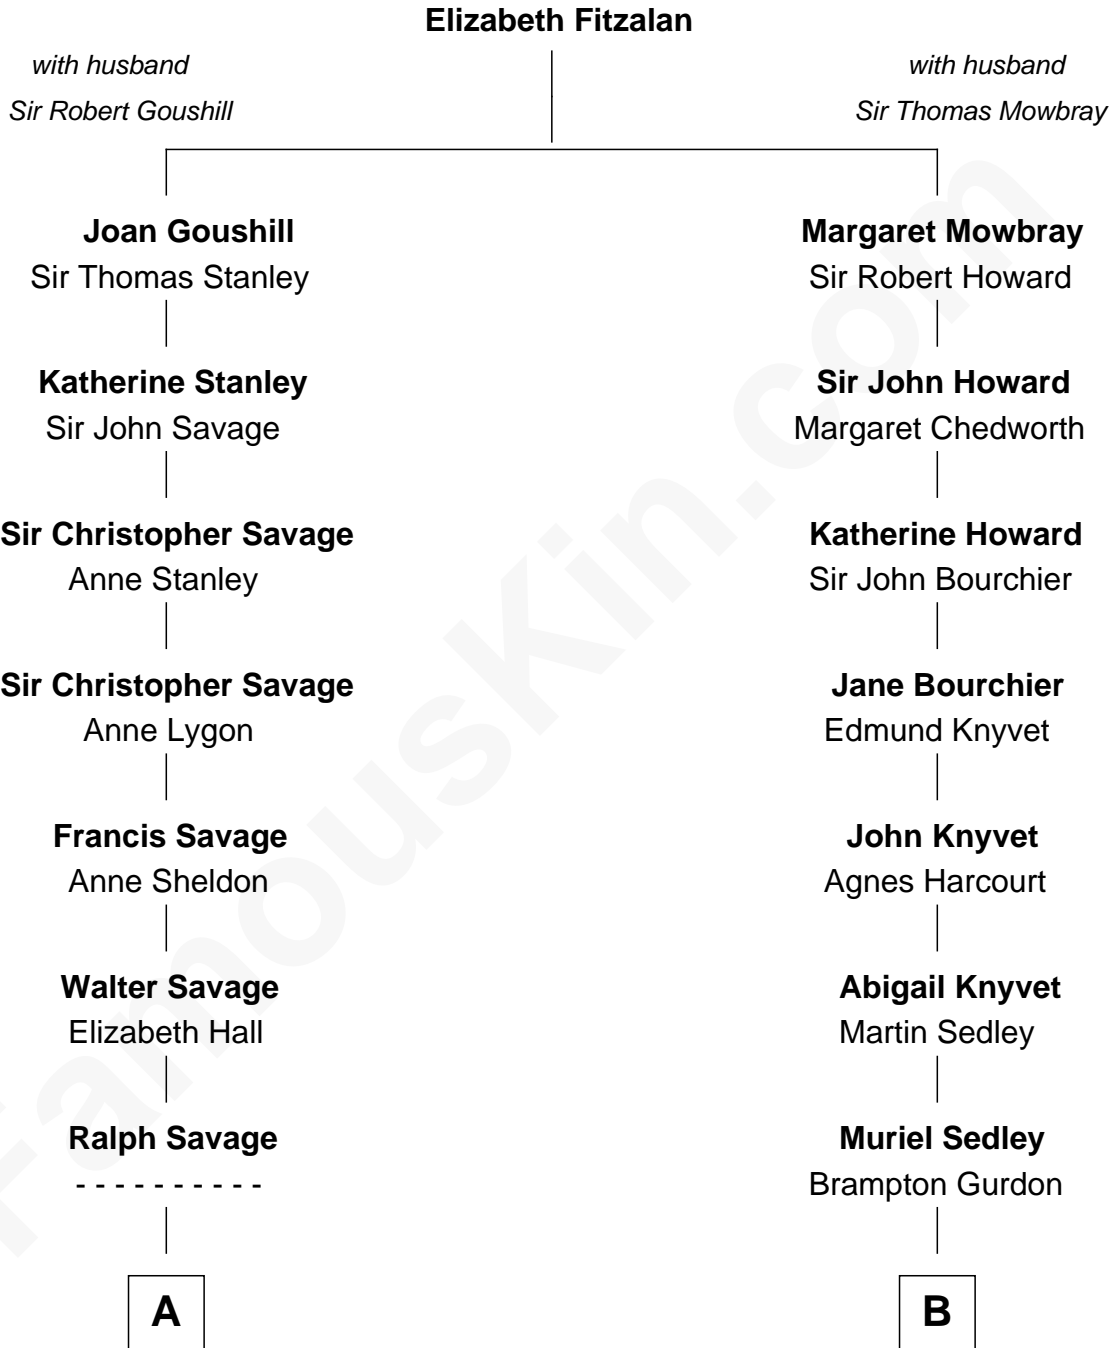 Elizabeth Fitzalan
with husband
Sir Robert Goushill
with husband
Sir Thomas Mowbray
Joan Goushill
Sir Thomas Stanley
Margaret Mowbray
Sir Robert Howard
Katherine Stanley
Sir John Savage
Sir John Howard
Margaret Chedworth
Sir Christopher Savage
Anne Stanley
Katherine Howard
Sir John Bourchier
Sir Christopher Savage
Anne Lygon
Jane Bourchier
Edmund Knyvet
Francis Savage
Anne Sheldon
John Knyvet
Agnes Harcourt
Walter Savage
Elizabeth Hall
Abigail Knyvet
Martin Sedley
Ralph Savage
- - - - - - - - - -
Muriel Sedley
Brampton Gurdon
A
B
FamousKin.com